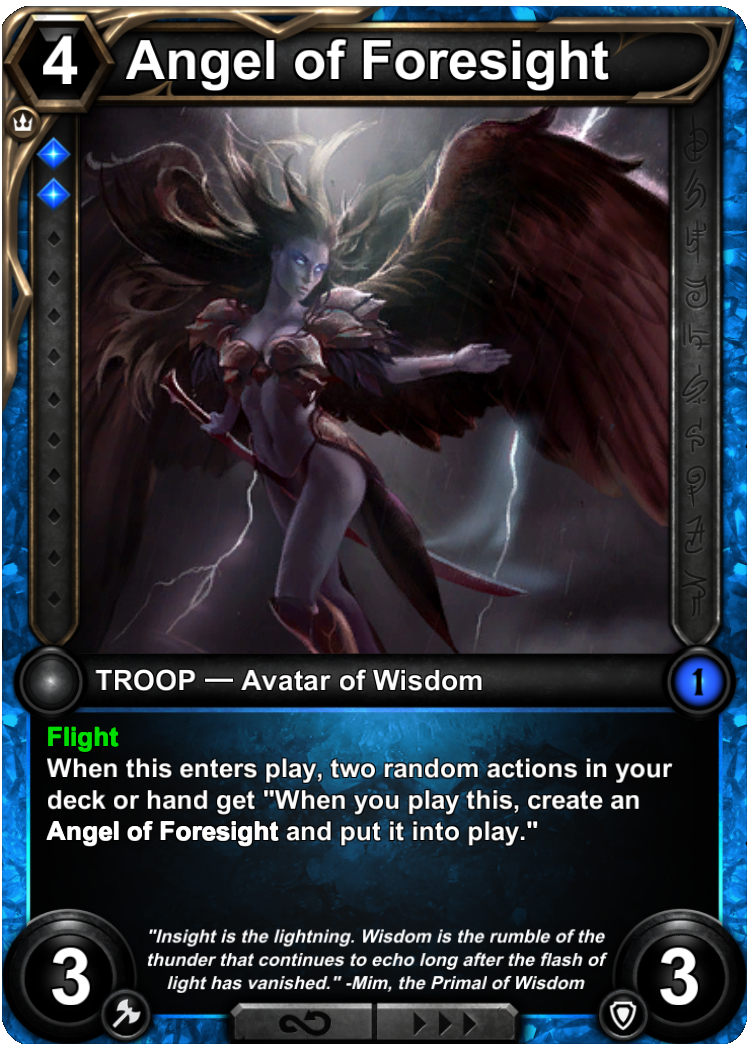 4
Angel of Foresight
TROOP — Avatar of Wisdom
1
Flight
When this enters play, two random actions in your
deck or hand get "When you play this, create an
Angel of Foresight and put it into play."
"Insight is the lightning. Wisdom is the rumble of the
thunder that continues to echo long after the flash of
light has vanished." -Mim, the Primal of Wisdom
3
3